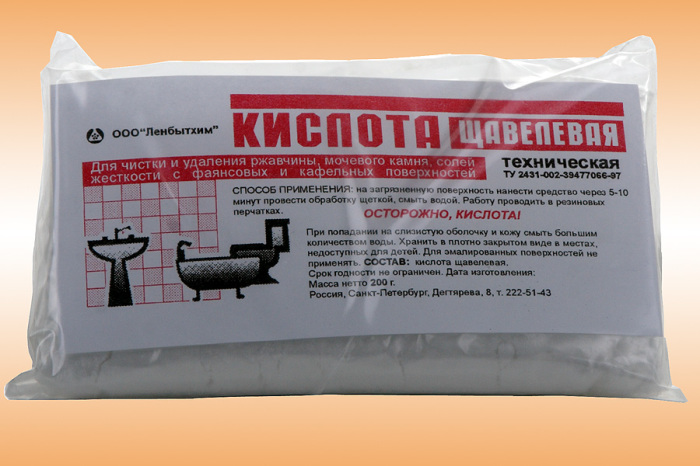 ООО"Ленбытхим"
КИСЛОТА ЩАВЕЛЕВАЯ
Для чистки и удаления ржавчины, мочевого камня, солей
жесткости с фаянсовых и кафельных поверхностей
техническая
ТУ 2431-002-39477066-97
СПОСОБ ПРИМЕНЕНИЯ: на загрязненную поверхность нанести средство через 5-10
минут провести обработку щеткой, смыть водой. Работу проводить в резиновых
перчатках.
ОСТОРОЖНО, КИСЛОТА!
При попадании на слизистую оболочку и кожу смыть большим
количеством воды. Хранить в плотно закрытом виде в местах,
недоступных для детей. Для эмалированных поверхностей не
применять. СОСТАВ: кислота щавелевая.
Срок годности не ограничен. Дата изготовления:
Масса нетто 200 г.
Россия, Санкт-Петербург, Дегтярева, 8, т. 222-51-43